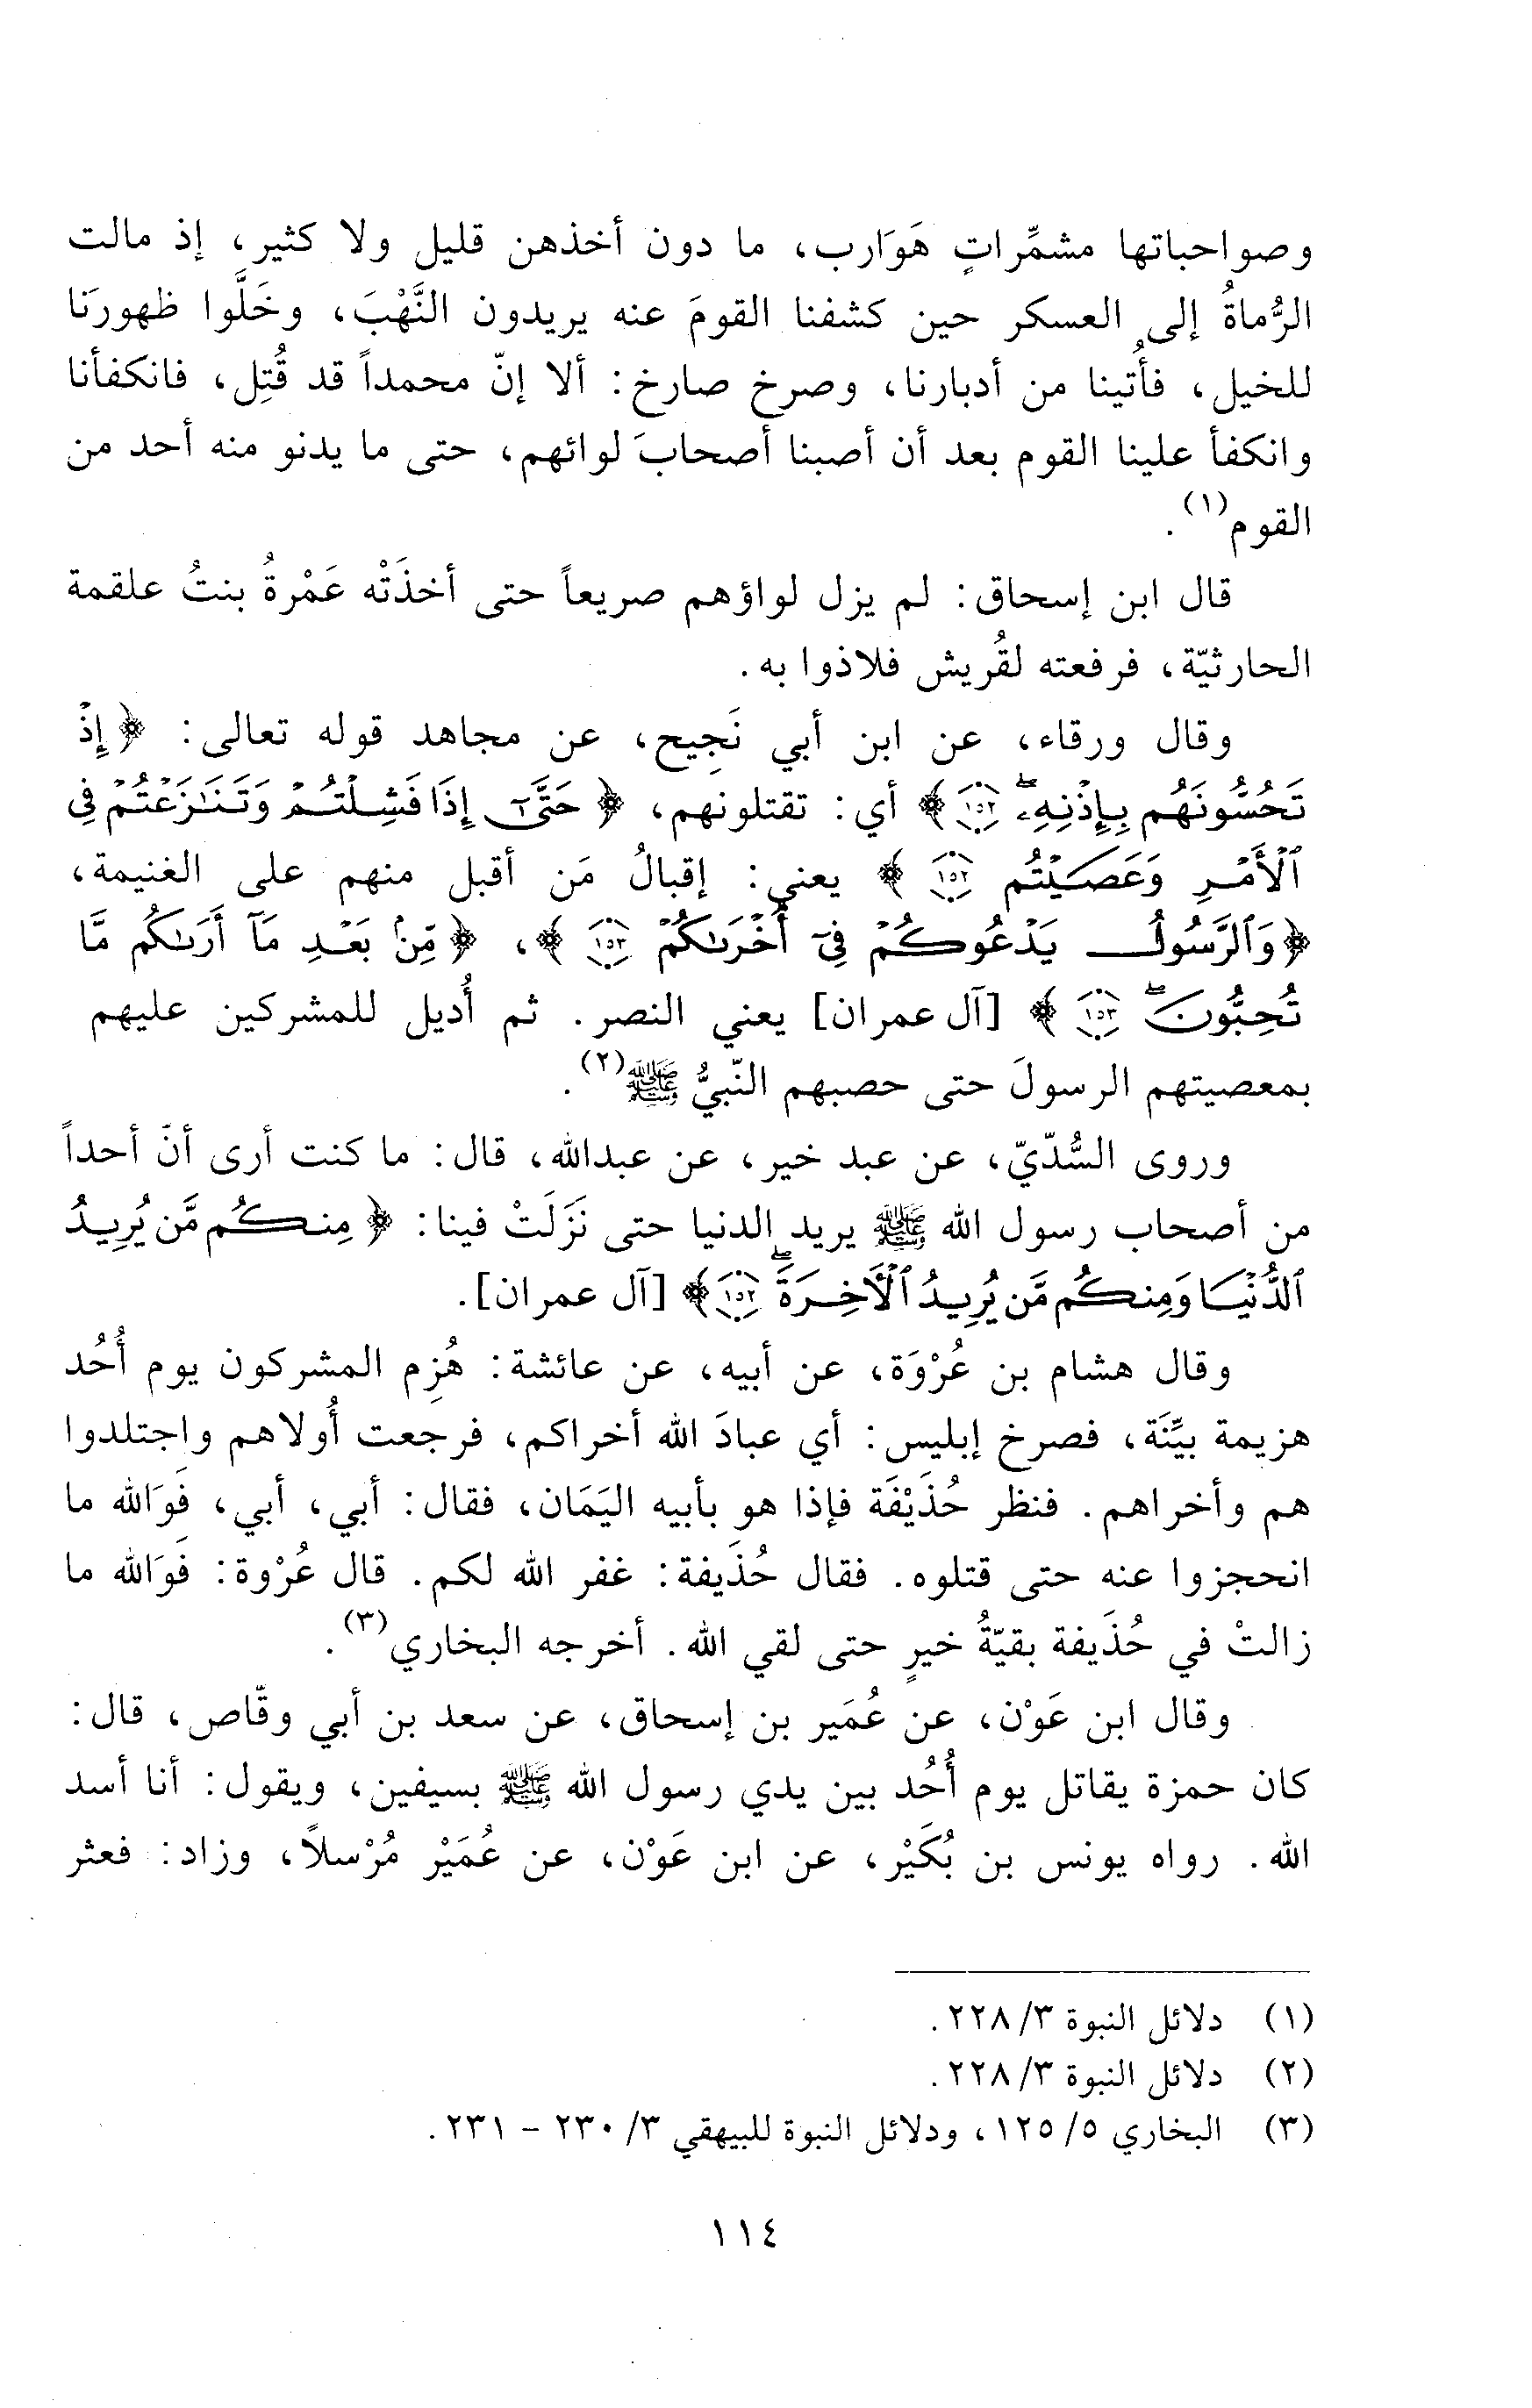 وصواحباتها مشمِّراتٍ هَوَارب، ما دون أخذهن قليل ولا كثير، إذ مالت
الرُّماةُ إلى العسكر حين كشفنا القومَ عنه يريدون النَّهْبَ، وخَلَّوا ظهورَنا
للخيل، فأُتينا من أدبارنا، وصرخ صارخ: ألا إنّ محمداً قد قُتِل، فانكفأنا
وانكفأ علينا القوم بعد أن أصبنا أصحابَ لوائهم، حتى ما يدنو منه أحد من
القوم(١).
قال ابن إسحاق: لم يزل لواؤهم صريعاً حتى أخذَتْه عَمْرةُ بنتُ علقمة
الحارثيّة، فرفعته لقُريش فلاذوا به.
وقال ورقاء، عن ابن أبي نَجِيح، عن مجاهد قوله تعالى: ﴿إِذْ
تَحُسُّونَهُم بِإِذْنِهِۦۖ ١٥٢﴾ أي: تقتلونهم، ﴿حَتَّىٰٓ إِذَا فَشِلْتُمْ وَتَنَٰزَعْتُمْ فِى
ٱلْأَمْرِ وَعَصَيْتُم ١٥٢﴾ يعني: إقبالُ مَن أقبل منهم على الغنيمة،
﴿وَٱلرَّسُولُ يَدْعُوكُمْ فِىٓ أُخْرَىٰكُمْ ١٥٣﴾، ﴿مِّنۢ بَعْدِ مَآ أَرَىٰكُم مَّا
تُحِبُّونَۖ ١٥٣﴾ [آل عمران] يعني النصر. ثم أُديل للمشركين عليهم
بمعصيتهم الرسولَ حتى حصبهم النّبيُّ ﷺ(٢).
وروى السُّدّيّ، عن عبد خير، عن عبدالله، قال: ما كنت أرى أنّ أحداً
من أصحاب رسول الله ﷺ يريد الدنيا حتى نَزَلَتْ فينا: ﴿مِنكُم مَّن يُرِيدُ
ٱلدُّنْيَا وَمِنكُم مَّن يُرِيدُ ٱلْأَخِرَةَۖ ١٥٢﴾ [آل عمران].
وقال هشام بن عُرْوَة، عن أبيه، عن عائشة: هُزِم المشركون يوم أُحُد
هزيمة بيِّنَة، فصرخ إبليس: أي عبادَ الله أخراكم، فرجعت أُولاهم واجتلدوا
هم وأخراهم. فنظر حُذَيْفَة فإذا هو بأبيه اليَمَان، فقال: أبي، أبي، فَوَالله ما
انحجزوا عنه حتى قتلوه. فقال حُذَيفة: غفر الله لكم. قال عُرْوة: فَوَالله ما
زالتْ في حُذَيفة بقيّةُ خيرٍ حتى لقي الله. أخرجه البخاري(٣).
وقال ابن عَوْن، عن عُمَير بن إسحاق، عن سعد بن أبي وقّاص، قال:
كان حمزة يقاتل يوم أُحُد بين يدي رسول الله ﷺ بسيفين، ويقول: أنا أسد
الله. رواه يونس بن بُكَيْر، عن ابن عَوْن، عن عُمَيْر مُرْسلاً، وزاد: فعثر
(١) دلائل النبوة ٣/ ٢٢٨.
(٢) دلائل النبوة ٣/ ٢٢٨.
(٣) البخاري ٥/ ١٢٥، ودلائل النبوة للبيهقي ٣/ ٢٣٠ - ٢٣١.
١١٤